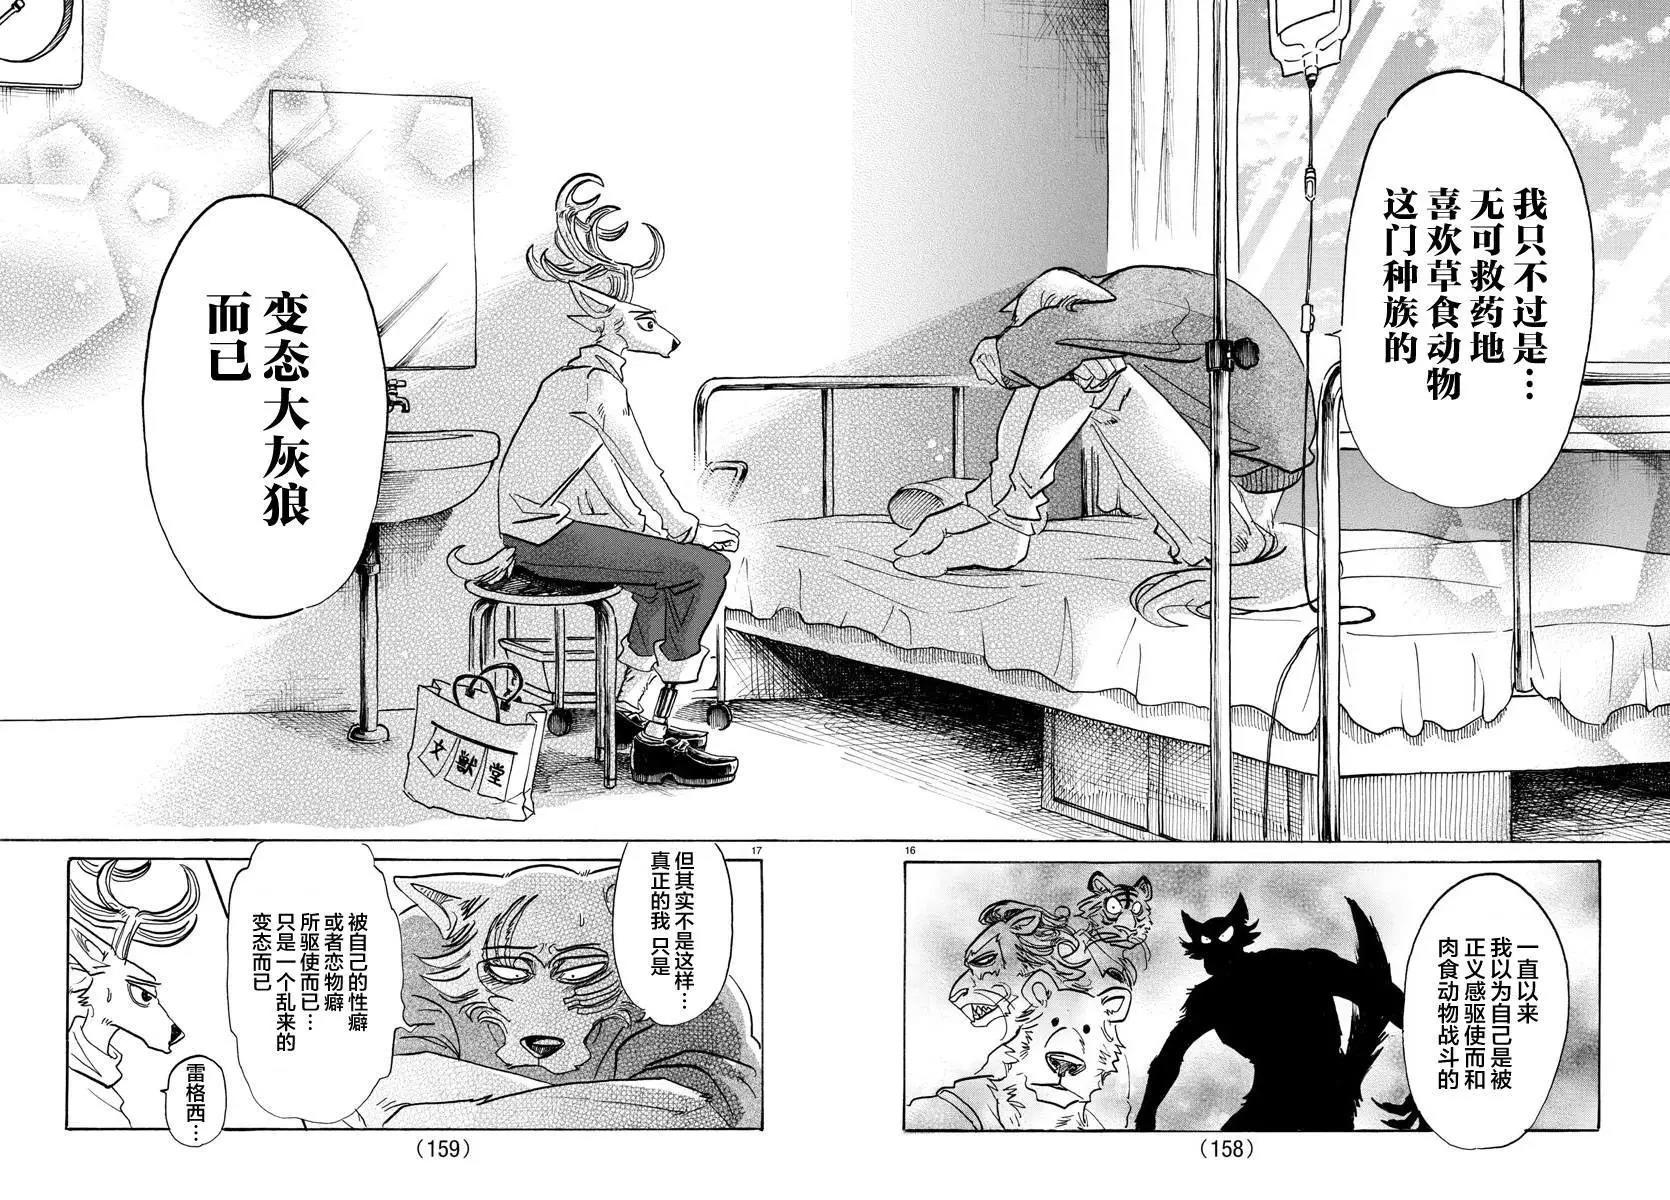 我只不过是…
无可救药地
喜欢草食动物
这门种族的
变态大灰狼
而已
文獣堂
16
一直以来
我以为自己是被
正义感驱使而和
肉食动物战斗的
（158）
17
但其实不是这样…
真正的我 只是
被自己的性癖
或者恋物癖
所驱使而已…
只是一个乱来的
变态而已
雷格西…
（159）